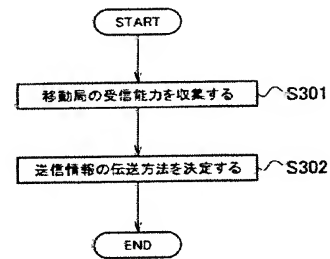 START
移動局の受信能力を収集する
S301
送信情報の伝送方法を決定する
S302
END